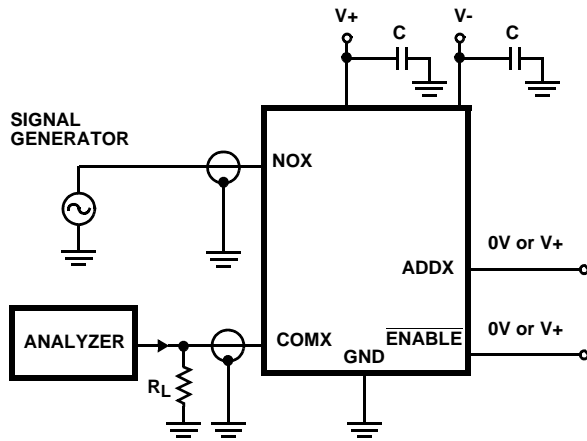 V+
V-
C
C
SIGNAL
GENERATOR
NOX
0V or V+
ADDX
0V or V+
ANALYZER
COMX
ENABLE
GND
RL